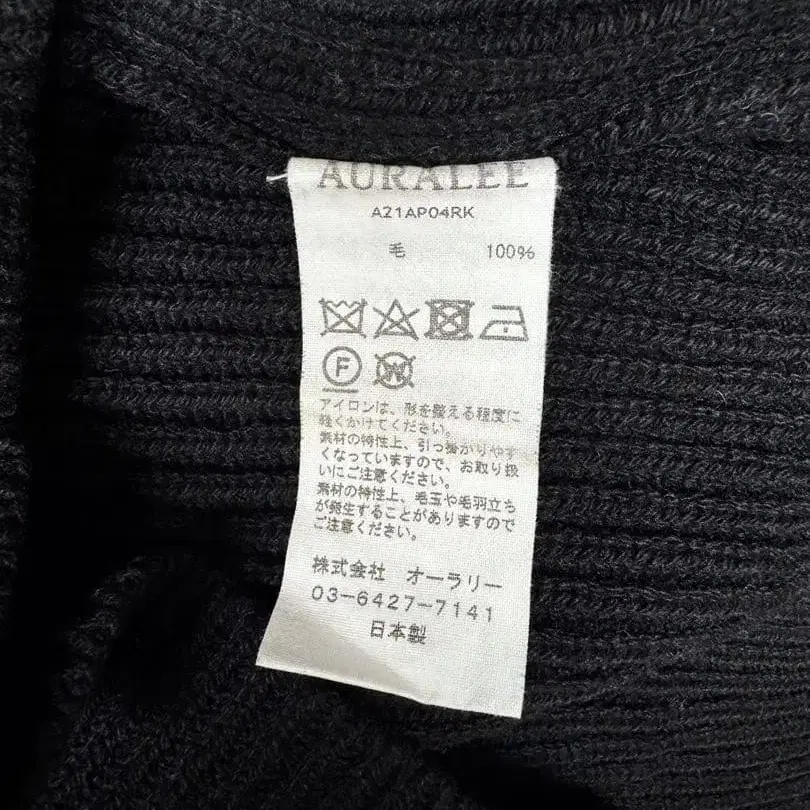 AURALEE
A21AP04RK
毛 100%
F W
アイロンは、形を整える程度に
軽くかけてください。
素材の特性上、引っ掛かりやす
くなっていますので、お取り扱
いにご注意ください。
素材の特性上、毛玉や毛羽立ち
が発生することがありますので
ご注意ください。
株式会社 オーラリー
03-6427-7141
日本製